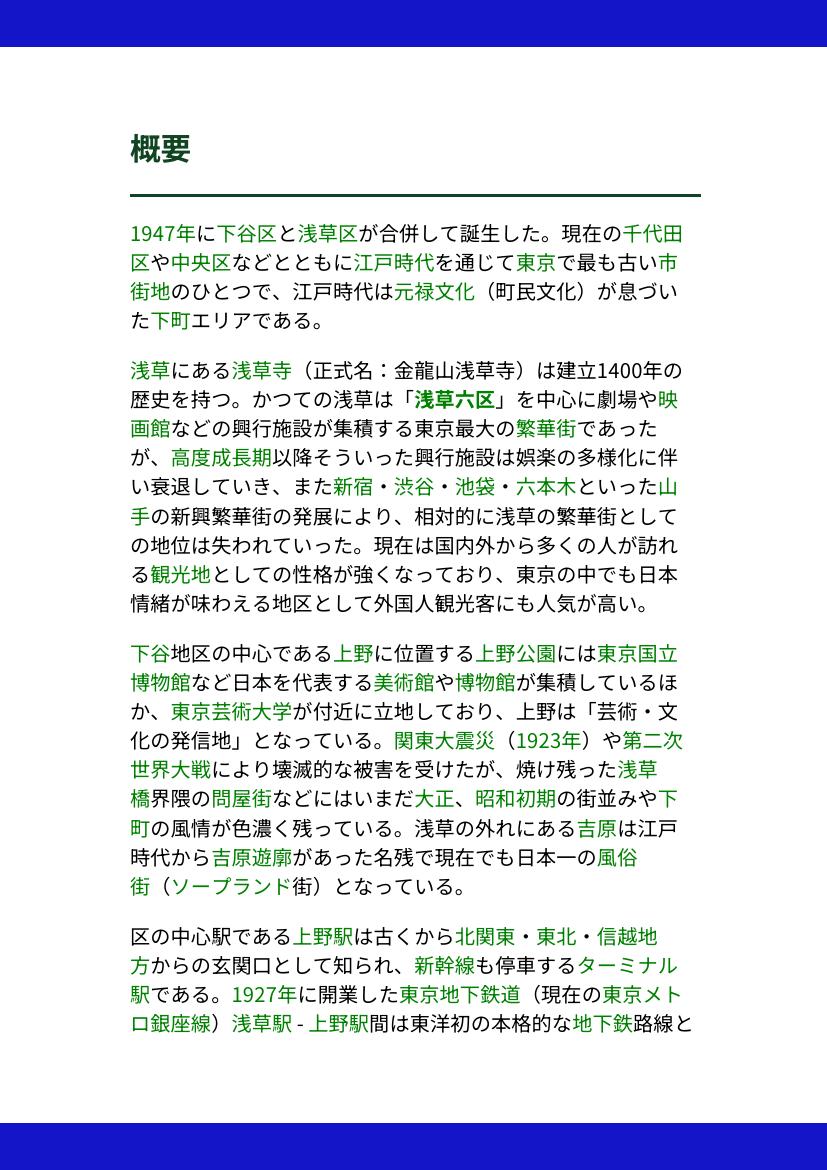 概要
1947年に下谷区と浅草区が合併して誕生した。現在の千代田
区や中央区などとともに江戸時代を通じて東京で最も古い市
街地のひとつで、江戸時代は元禄文化（町民文化）が息づい
た下町エリアである。
浅草にある浅草寺（正式名：金龍山浅草寺）は建立1400年の
歴史を持つ。かつての浅草は「浅草六区」を中心に劇場や映
画館などの興行施設が集積する東京最大の繁華街であった
が、高度成長期以降そういった興行施設は娯楽の多様化に伴
い衰退していき、また新宿・渋谷・池袋・六本木といった山
手の新興繁華街の発展により、相対的に浅草の繁華街として
の地位は失われていった。現在は国内外から多くの人が訪れ
る観光地としての性格が強くなっており、東京の中でも日本
情緒が味わえる地区として外国人観光客にも人気が高い。
下谷地区の中心である上野に位置する上野公園には東京国立
博物館など日本を代表する美術館や博物館が集積しているほ
か、東京芸術大学が付近に立地しており、上野は「芸術・文
化の発信地」となっている。関東大震災（1923年）や第二次
世界大戦により壊滅的な被害を受けたが、焼け残った浅草
橋界隈の問屋街などにはいまだ大正、昭和初期の街並みや下
町の風情が色濃く残っている。浅草の外れにある吉原は江戸
時代から吉原遊廓があった名残で現在でも日本一の風俗
街（ソープランド街）となっている。
区の中心駅である上野駅は古くから北関東・東北・信越地
方からの玄関口として知られ、新幹線も停車するターミナル
駅である。1927年に開業した東京地下鉄道（現在の東京メト
ロ銀座線）浅草駅 - 上野駅間は東洋初の本格的な地下鉄路線と